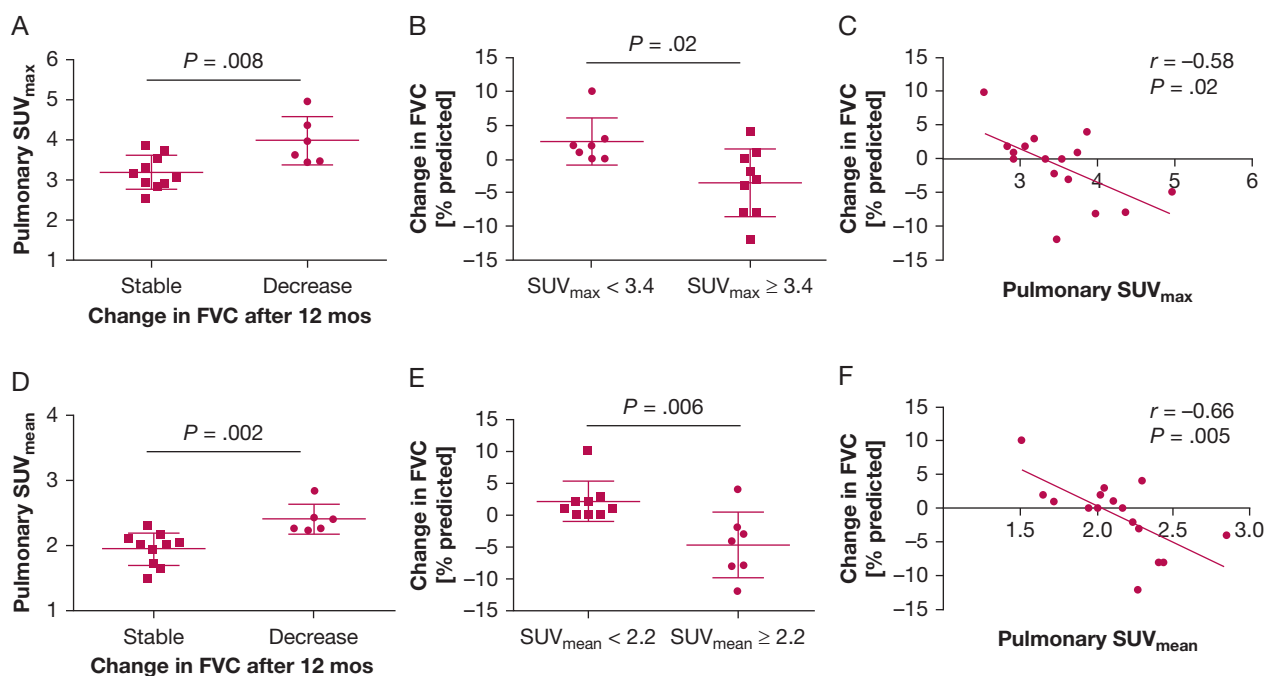 A
Pulmonary SUVmax
6
5
4
3
2
1
P = .008
Stable
Decrease
Change in FVC after 12 mos
B
Change in FVC
[% predicted]
15
10
5
0
−5
−10
−15
P = .02
SUVmax < 3.4
SUVmax ≥ 3.4
C
Change in FVC
[% predicted]
15
10
5
0
−5
−10
−15
r = −0.58
P = .02
3
4
5
6
Pulmonary SUVmax
D
Pulmonary SUVmean
4
3
2
1
P = .002
Stable
Decrease
Change in FVC after 12 mos
E
Change in FVC
[% predicted]
15
10
5
0
−5
−10
−15
P = .006
SUVmean < 2.2
SUVmean ≥ 2.2
F
Change in FVC
[% predicted]
15
10
5
0
−5
−10
−15
r = −0.66
P = .005
1.5
2.0
2.5
3.0
Pulmonary SUVmean